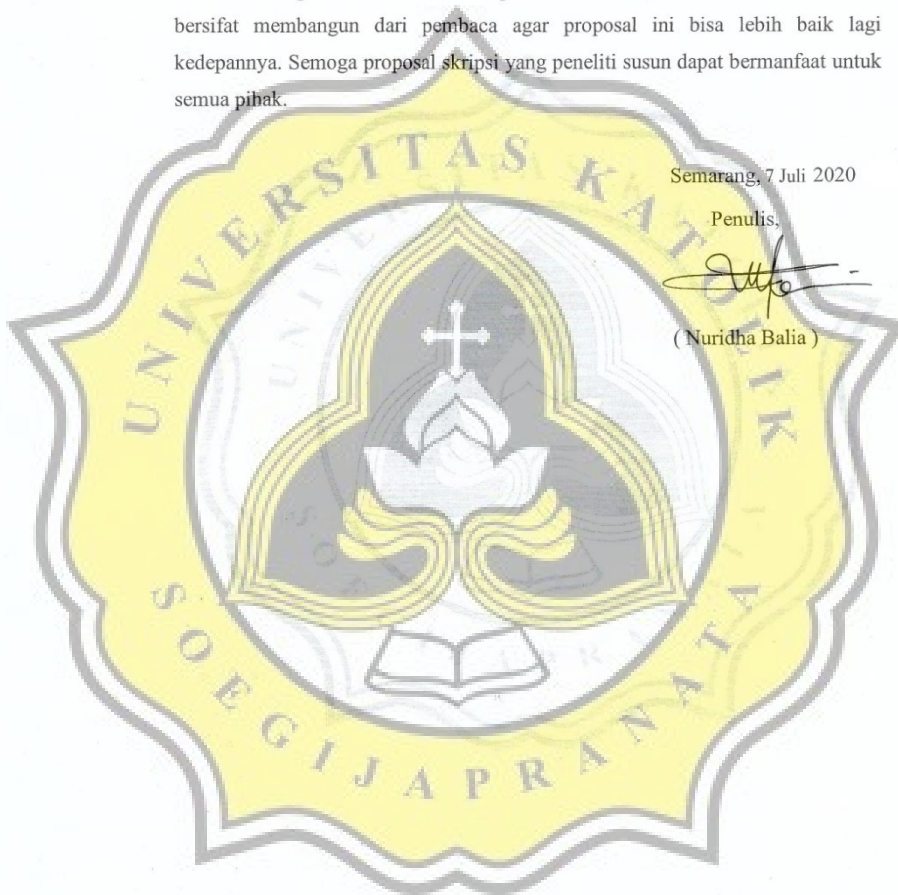 bersifat membangun dari pembaca agar proposal ini bisa lebih baik lagi
kedepannya. Semoga proposal skripsi yang peneliti susun dapat bermanfaat untuk
semua pihak.
Semarang, 7 Juli 2020
Penulis,
( Nuridha Balia )
UNIVERSITAS KATOLIK
SOEGIJAPRANATA